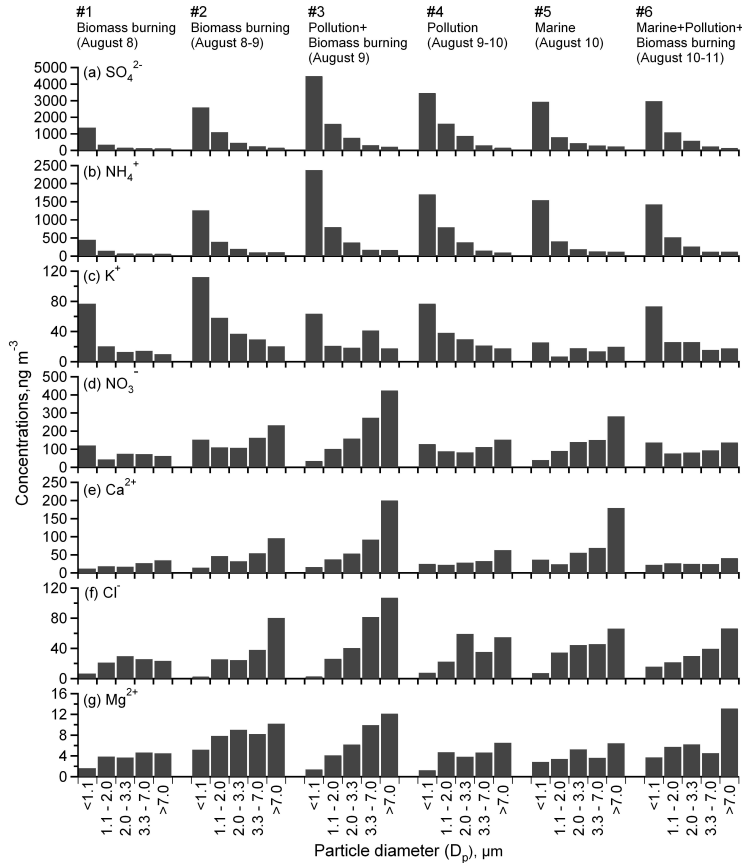 #1 #2 #3 #4 #5 #6
Biomass burning Biomass burning Pollution+ Pollution Marine Marine+Pollution+
(August 8) (August 8-9) Biomass burning (August 9-10) (August 10) Biomass burning
(August 9) (August 10-11)
(a) SO₄²⁻
5000
4000
3000
2000
1000
0
(b) NH₄⁺
2500
2000
1500
1000
500
0
(c) K⁺
120
80
40
0
(d) NO₃⁻
500
400
300
200
100
0
(e) Ca²⁺
250
200
150
100
50
0
(f) Cl⁻
120
80
40
0
(g) Mg²⁺
16
12
8
4
0
Concentrations,ng m⁻³
<1.1 1.1 - 2.0 2.0 - 3.3 3.3 - 7.0 >7.0 <1.1 1.1 - 2.0 2.0 - 3.3 3.3 - 7.0 >7.0 <1.1 1.1 - 2.0 2.0 - 3.3 3.3 - 7.0 >7.0 <1.1 1.1 - 2.0 2.0 - 3.3 3.3 - 7.0 >7.0 <1.1 1.1 - 2.0 2.0 - 3.3 3.3 - 7.0 >7.0 <1.1 1.1 - 2.0 2.0 - 3.3 3.3 - 7.0 >7.0
Particle diameter (Dₚ), µm